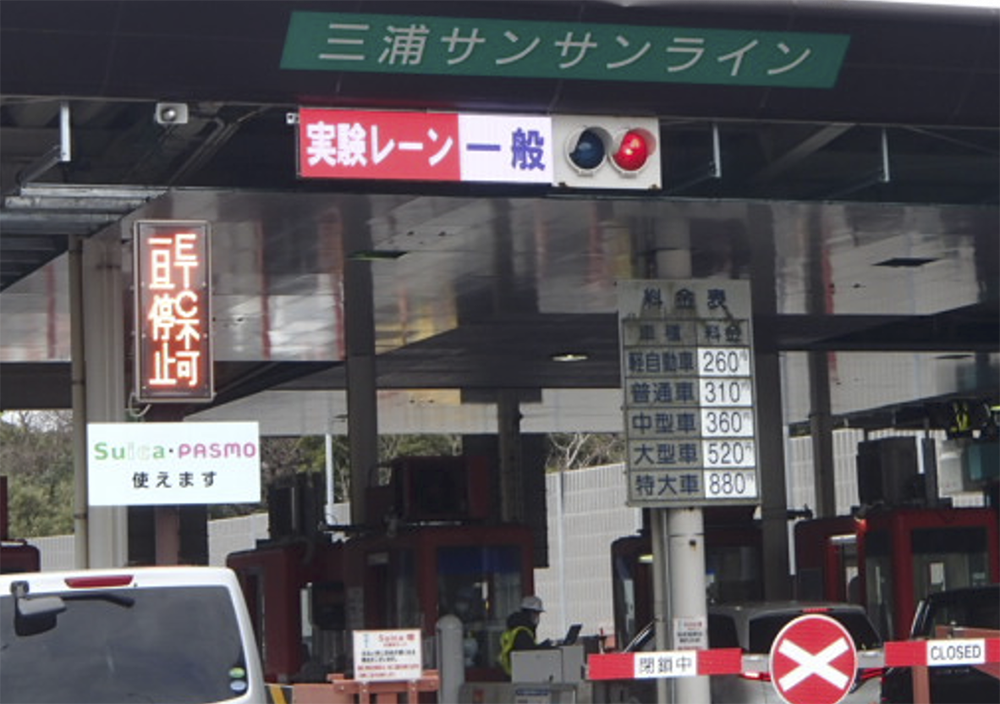 三浦サンサンライン
実験レーン 一般
ETC不可
一旦停止
Suica・PASMO
使えます
料金表
車種 料金
軽自動車 260円
普通車 310円
中型車 360円
大型車 520円
特大車 880円
Suica
閉鎖中
CLOSED